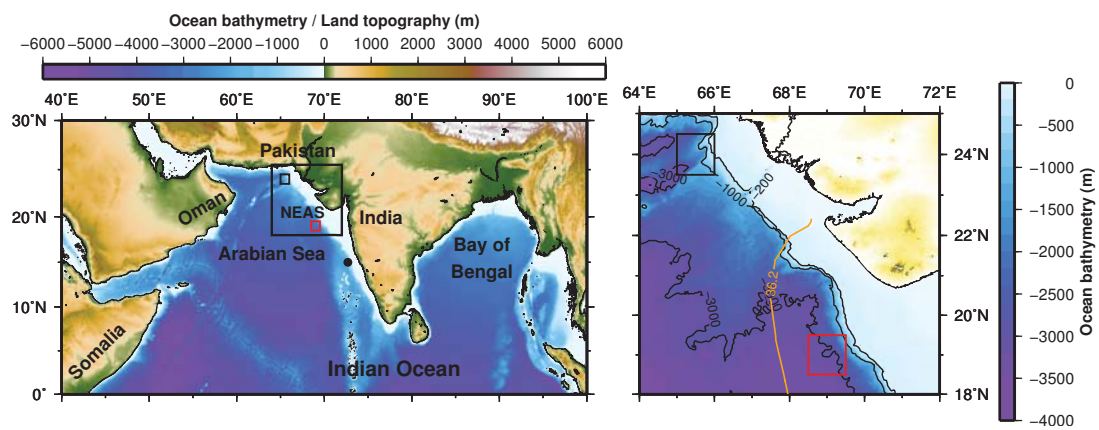 Ocean bathymetry / Land topography (m)
−6000 −5000 −4000 −3000 −2000 −1000 0 1000 2000 3000 4000 5000 6000
40˚E 50˚E 60˚E 70˚E 80˚E 90˚E 100˚E
30˚N
20˚N
10˚N
0˚
Pakistan
Oman
NEAS
India
Arabian Sea
Bay of
Bengal
Somalia
Indian Ocean
64˚E 66˚E 68˚E 70˚E 72˚E
24˚N
22˚N
20˚N
18˚N
−3000
−1000
−200
36.2
−3000
0
−500
−1000
−1500
−2000
−2500
−3000
−3500
−4000
Ocean bathymetry (m)